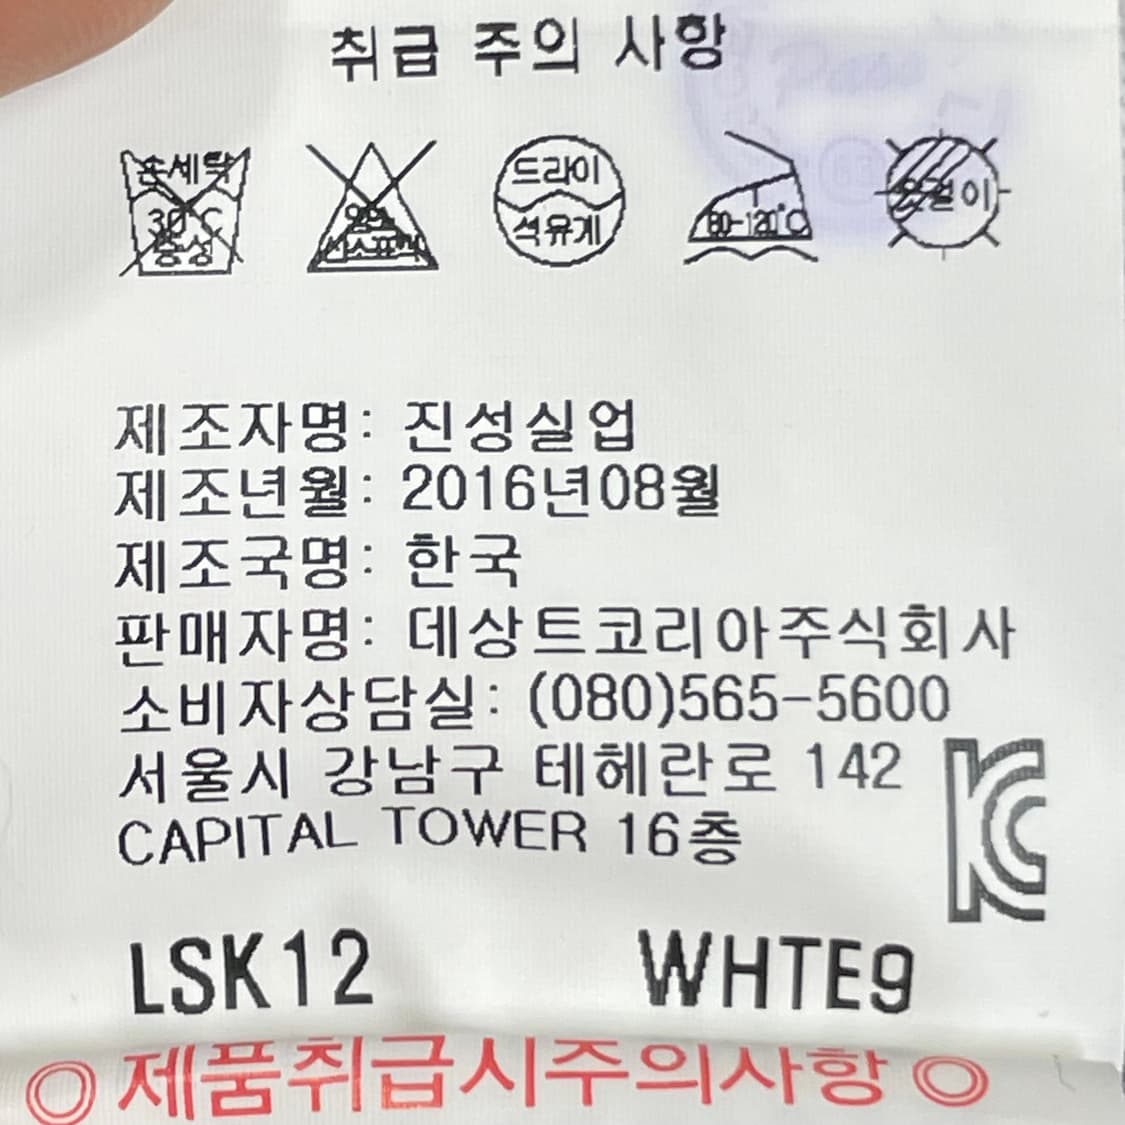 취급 주의 사항
손세탁 30°C 중성
염소표백
드라이 석유계
80-120°C
옷걸이
제조자명: 진성실업
제조년월: 2016년08월
제조국명: 한국
판매자명: 데상트코리아주식회사
소비자상담실: (080)565-5600
서울시 강남구 테헤란로 142
CAPITAL TOWER 16층
KC
LSK12 WHTE9
◎제품취급시주의사항◎